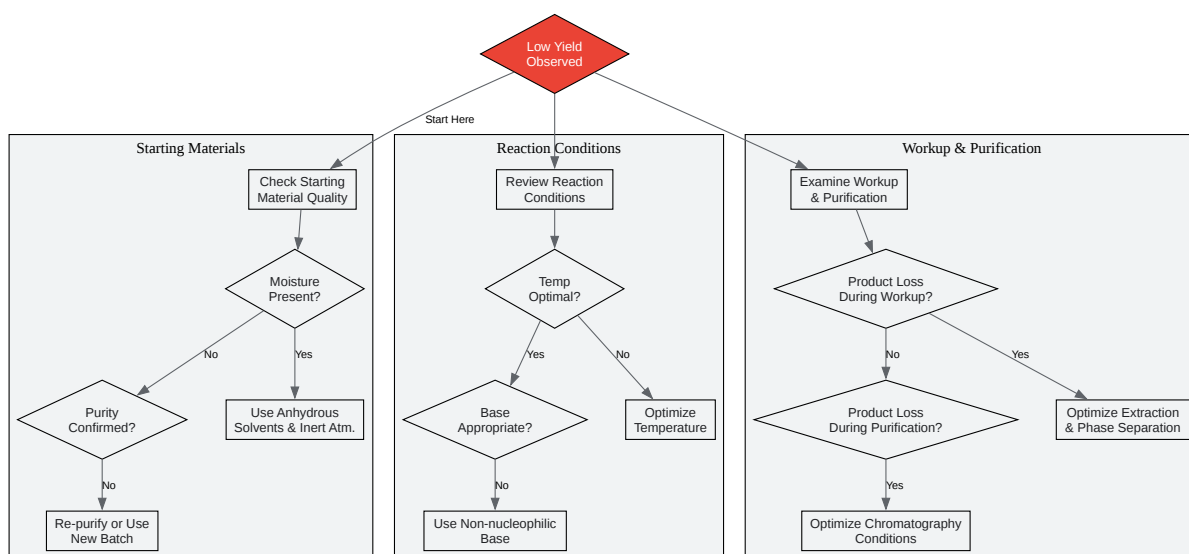 Low Yield
Observed
Start Here
Starting Materials
Check Starting
Material Quality
Moisture
Present?
No
Yes
Purity
Confirmed?
Use Anhydrous
Solvents & Inert Atm.
No
Re-purify or Use
New Batch
Reaction Conditions
Review Reaction
Conditions
Temp
Optimal?
Yes
No
Base
Appropriate?
Optimize
Temperature
No
Use Non-nucleophilic
Base
Workup & Purification
Examine Workup
& Purification
Product Loss
During Workup?
No
Yes
Product Loss
During Purification?
Optimize Extraction
& Phase Separation
Yes
Optimize Chromatography
Conditions